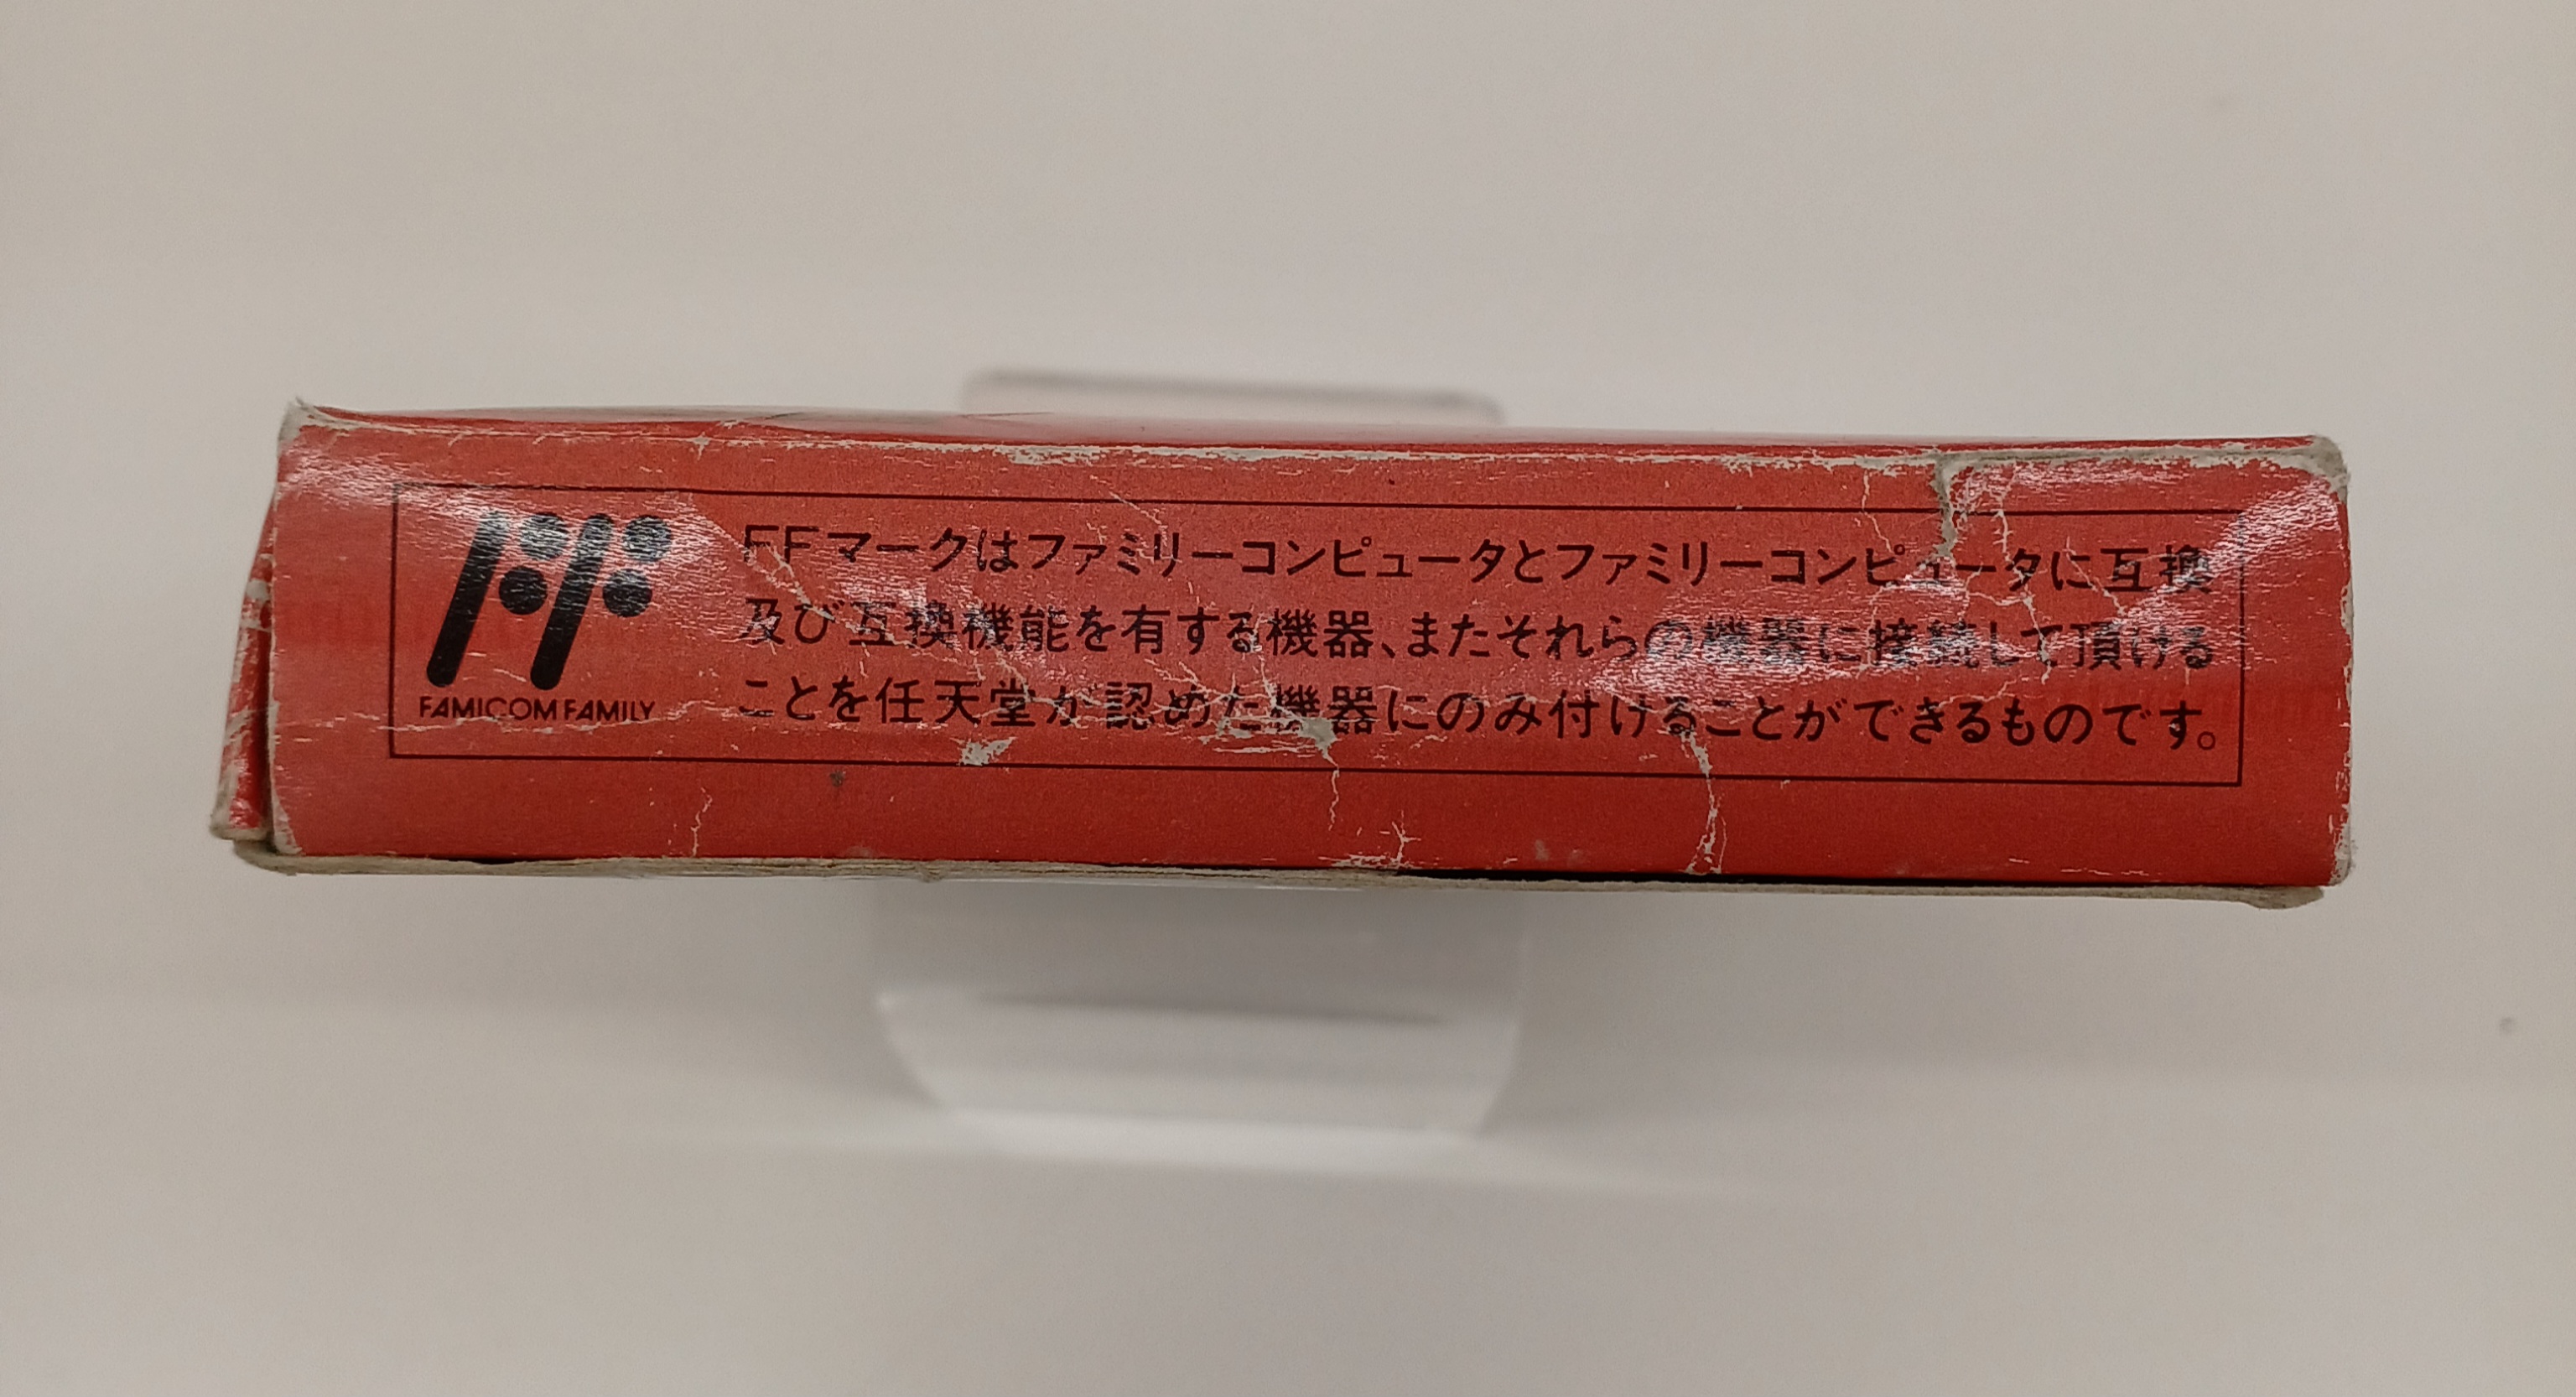 FAMICOM FAMILY
FFマークはファミリーコンピュータとファミリーコンピュータに互換
及び互換機能を有する機器、またそれらの機器に接続して頂ける
ことを任天堂が認めた機器にのみ付けることができるものです。